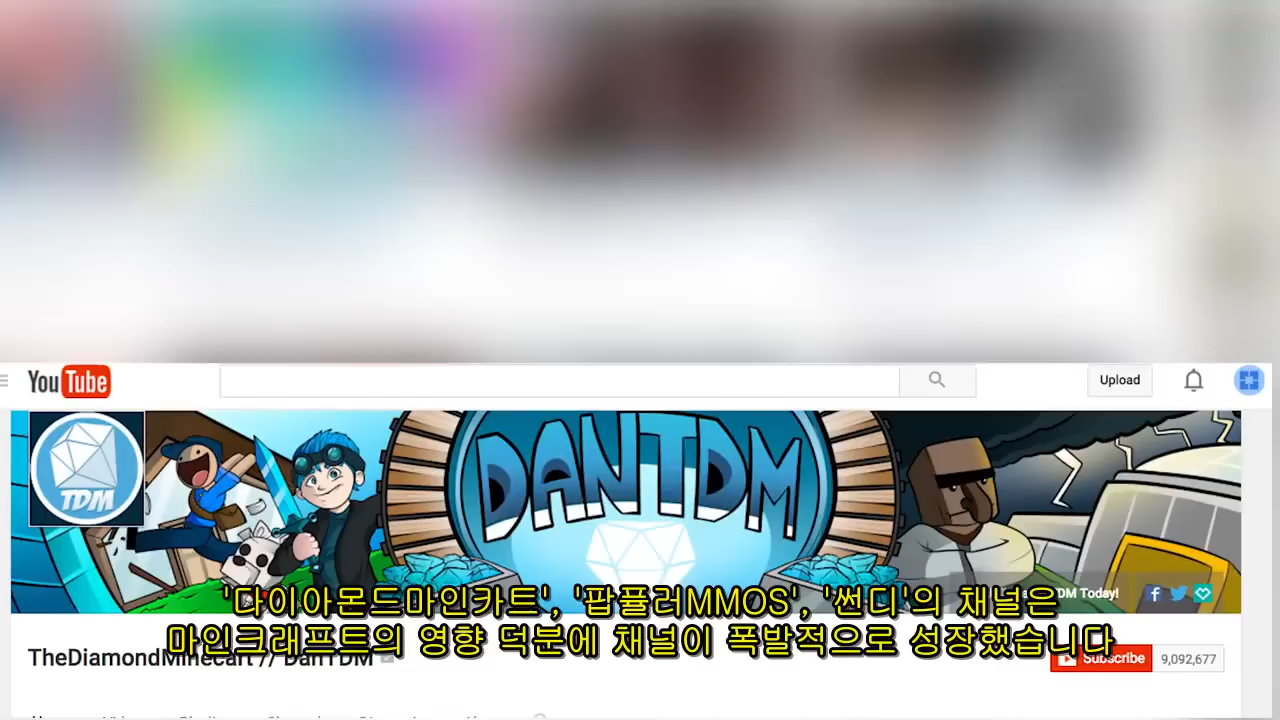 YouTube
Upload
TDM
DANTDM
DM Today!
'다이아몬드마인카트', '팝퓰러MMOS', '썬디'의 채널은
마인크래프트의 영향 덕분에 채널이 폭발적으로 성장했습니다
TheDiamondMinecart // DanTDM
Subscribe
9,092,677